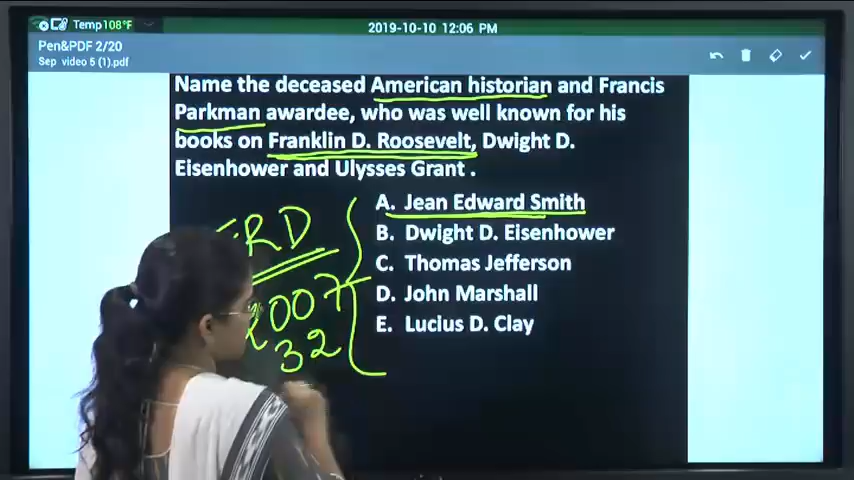 Temp108°F
2019-10-10 12:06 PM
Pen&PDF 2/20
Sep video 5 (1).pdf
Name the deceased American historian and Francis
Parkman awardee, who was well known for his
books on Franklin D. Roosevelt, Dwight D.
Eisenhower and Ulysses Grant .
A. Jean Edward Smith
B. Dwight D. Eisenhower
C. Thomas Jefferson
D. John Marshall
E. Lucius D. Clay
FRD
2007
32